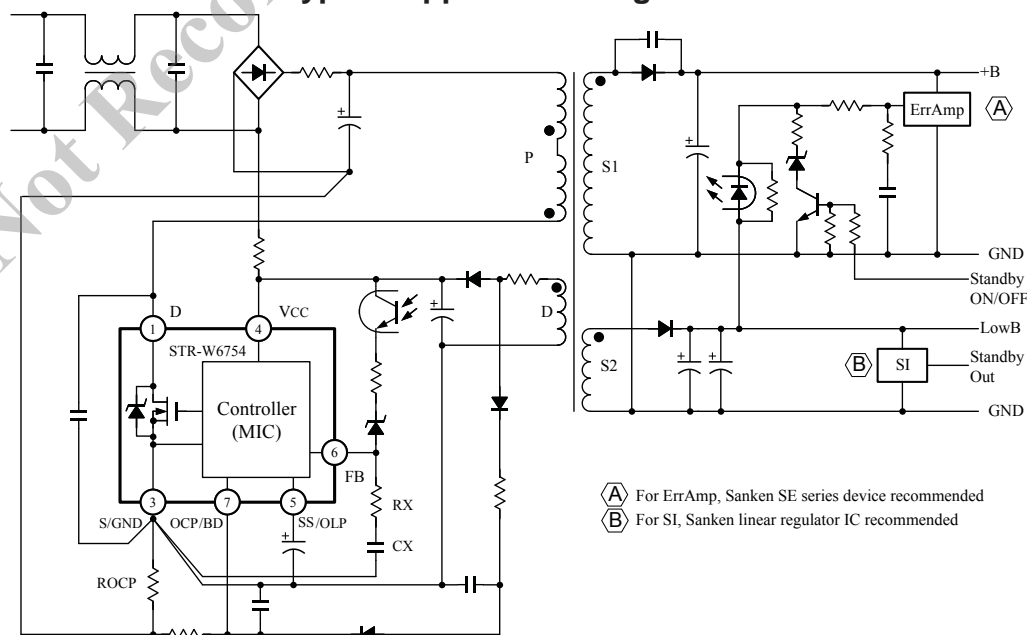 +B
ErrAmp
A
P
S1
GND
Standby
ON/OFF
D
VCC
D
LowB
1
4
STR-W6754
S2
B
SI
Standby
Out
Controller
(MIC)
GND
6
FB
3
7
5
RX
S/GND
OCP/BD
SS/OLP
CX
ROCP
A For ErrAmp, Sanken SE series device recommended
B For SI, Sanken linear regulator IC recommended
Not